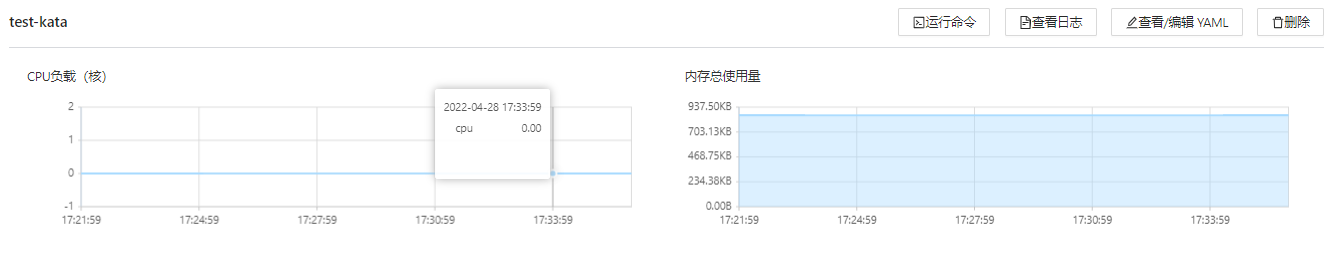 test-kata
运行命令
查看日志
查看/编辑 YAML
删除
CPU负载（核）
2
1
0
-1
17:21:59
17:24:59
17:27:59
17:30:59
17:33:59
2022-04-28 17:33:59
cpu 0.00
内存总使用量
937.50KB
703.13KB
468.75KB
234.38KB
0.00B
17:21:59
17:24:59
17:27:59
17:30:59
17:33:59